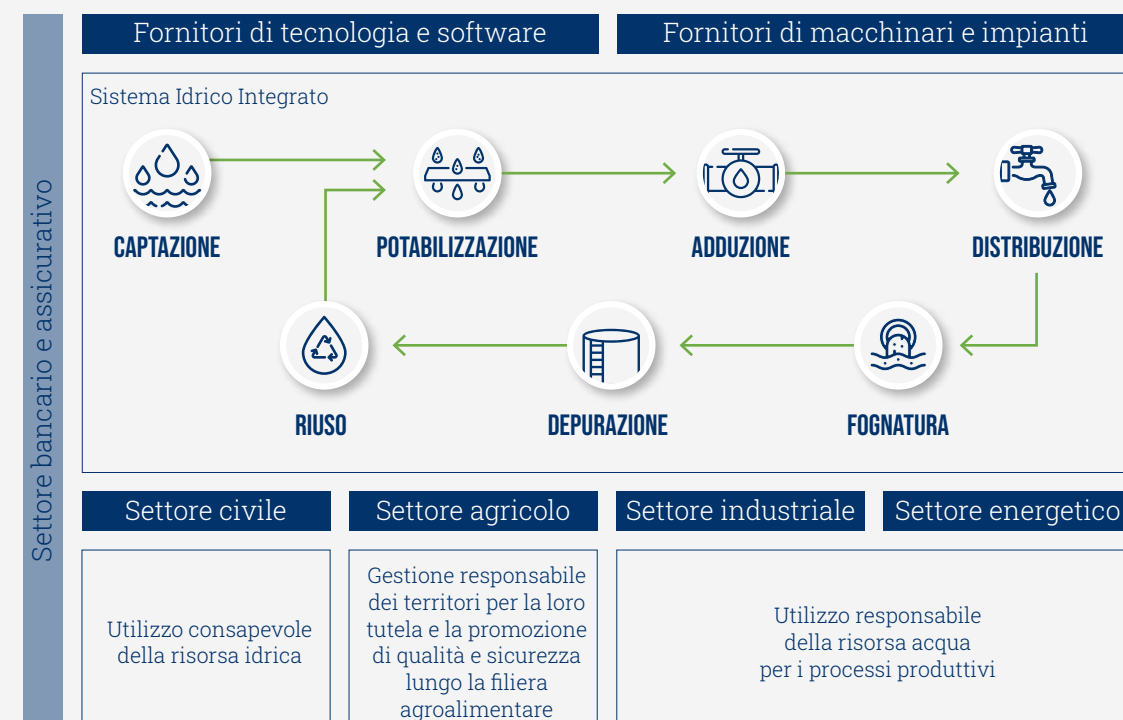 Settore bancario e assicurativo
Fornitori di tecnologia e software
Fornitori di macchinari e impianti
Sistema Idrico Integrato
CAPTAZIONE
POTABILIZZAZIONE
ADDUZIONE
DISTRIBUZIONE
RIUSO
DEPURAZIONE
FOGNATURA
Settore civile
Settore agricolo
Settore industriale
Settore energetico
Utilizzo consapevole
della risorsa idrica
Gestione responsabile
dei territori per la loro
tutela e la promozione
di qualità e sicurezza
lungo la filiera
agroalimentare
Utilizzo responsabile
della risorsa acqua
per i processi produttivi